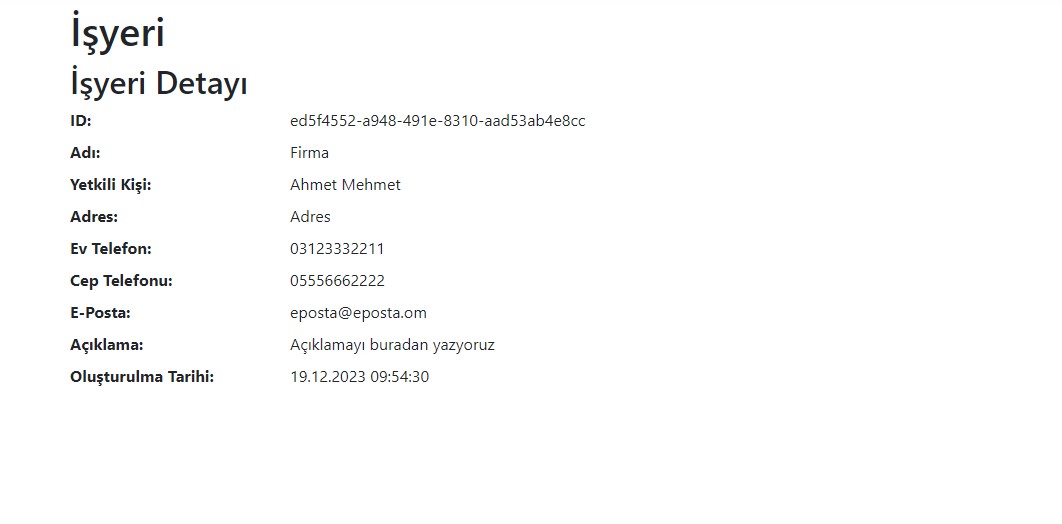 İşyeri
İşyeri Detayı
ID: ed5f4552-a948-491e-8310-aad53ab4e8cc
Adı: Firma
Yetkili Kişi: Ahmet Mehmet
Adres: Adres
Ev Telefon: 03123332211
Cep Telefonu: 05556662222
E-Posta: eposta@eposta.om
Açıklama: Açıklamayı buradan yazyoruz
Oluşturulma Tarihi: 19.12.2023 09:54:30